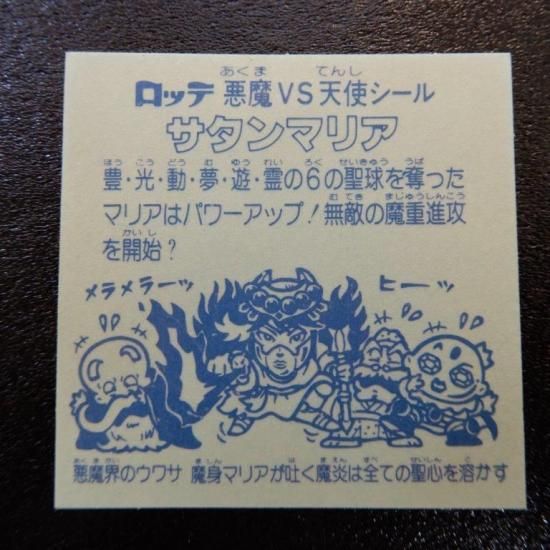 あくま てんし
ロッテ 悪魔VS天使シール
サタンマリア
ほう こう どう む ゆう れい ろく せいきゅう うば
豊・光・動・夢・遊・霊の6の聖球を奪った
むてき まじゅうしんこう
マリアはパワーアップ!無敵の魔重進攻
かいし
を開始?
メラメラーッ ヒーッ
あくまかい ましん は まえん すべ せいしん と
悪魔界のウワサ 魔身マリアが吐く魔炎は全ての聖心を溶かす